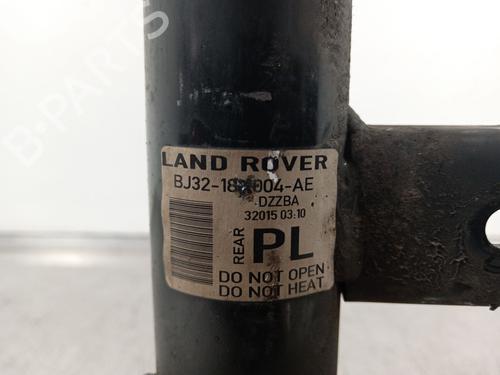 B-PARTS
LAND ROVER
DZZBA
32015 03:10
REAR
PL
DO NOT OPEN
DO NOT HEAT